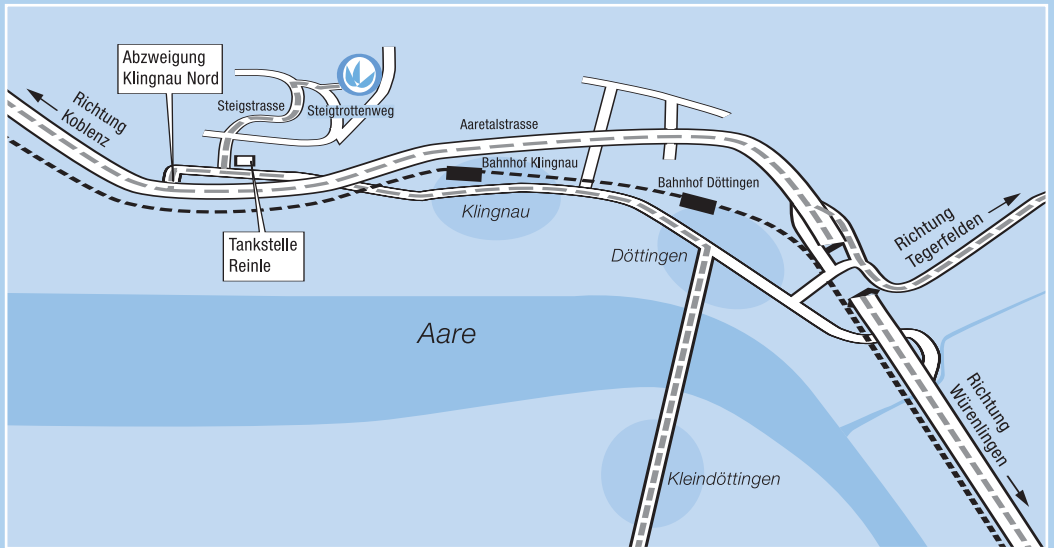 Abzweigung
Klingnau Nord
Richtung
Koblenz
Steigstrasse
Steigtrottenweg
Aaretalstrasse
Bahnhof Klingnau
Bahnhof Döttingen
Klingnau
Richtung
Tegerfelden
Tankstelle
Reinle
Döttingen
Aare
Richtung
Würenlingen
Kleindöttingen